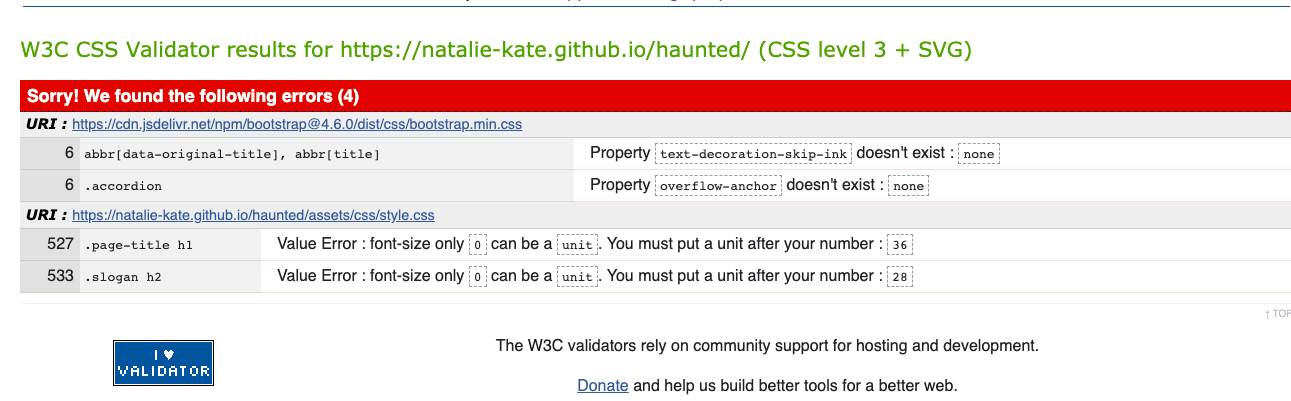 W3C CSS Validator results for https://natalie-kate.github.io/haunted/ (CSS level 3 + SVG)
Sorry! We found the following errors (4)
URI : https://cdn.jsdelivr.net/npm/bootstrap@4.6.0/dist/css/bootstrap.min.css
6 abbr[data-original-title], abbr[title] Property text-decoration-skip-ink doesn't exist : none
6 .accordion Property overflow-anchor doesn't exist : none
URI : https://natalie-kate.github.io/haunted/assets/css/style.css
527 .page-title h1 Value Error : font-size only 0 can be a unit. You must put a unit after your number : 36
533 .slogan h2 Value Error : font-size only 0 can be a unit. You must put a unit after your number : 28
↑ TOP
The W3C validators rely on community support for hosting and development.
I ♥
VALIDATOR
Donate and help us build better tools for a better web.